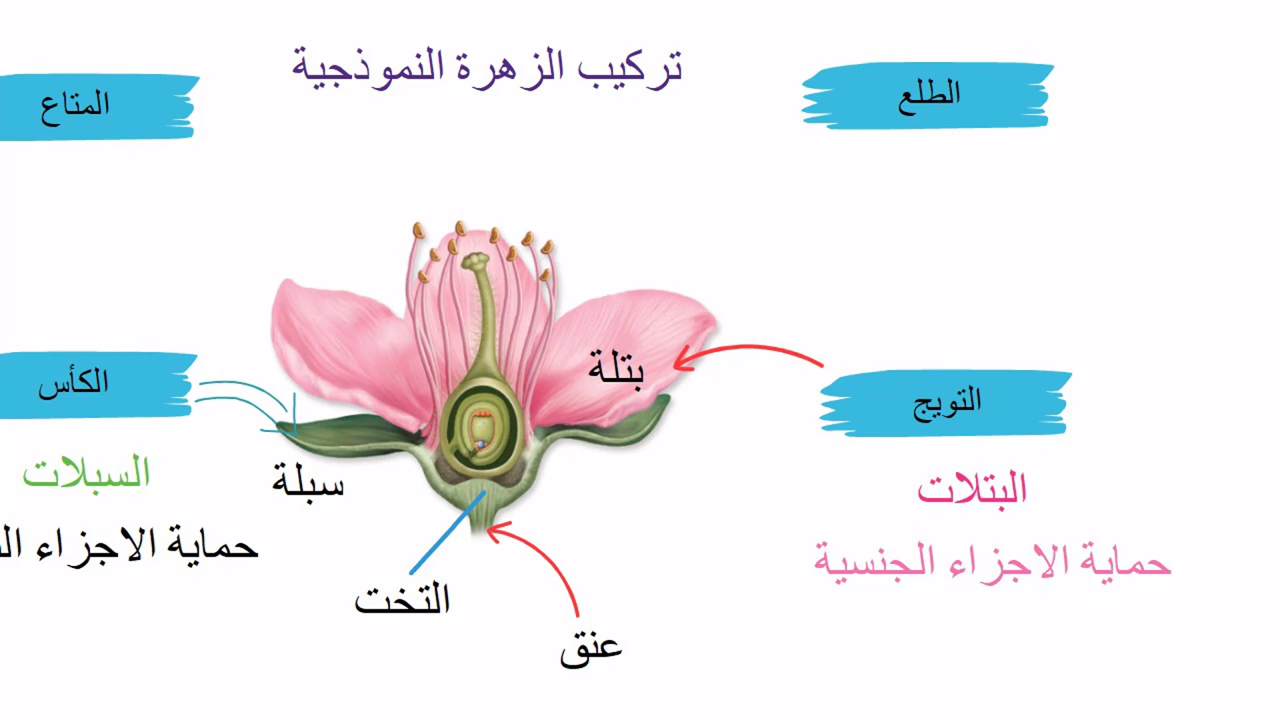 تركيب الزهرة النموذجية
الطلع
المتاع
بتلة
التويج
الكأس
البتلات
حماية الاجزاء الجنسية
السبلات
سبلة
حماية الاجزاء
التخت
عنق